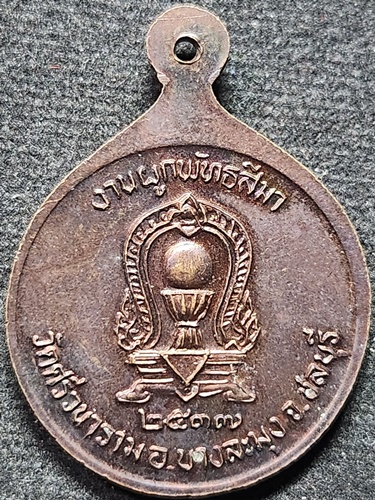 งานผูกพัทธสีมา
๒๕๓๗
วัดศรีวนาราม อ.บางละมุง จ.ชลบุรี